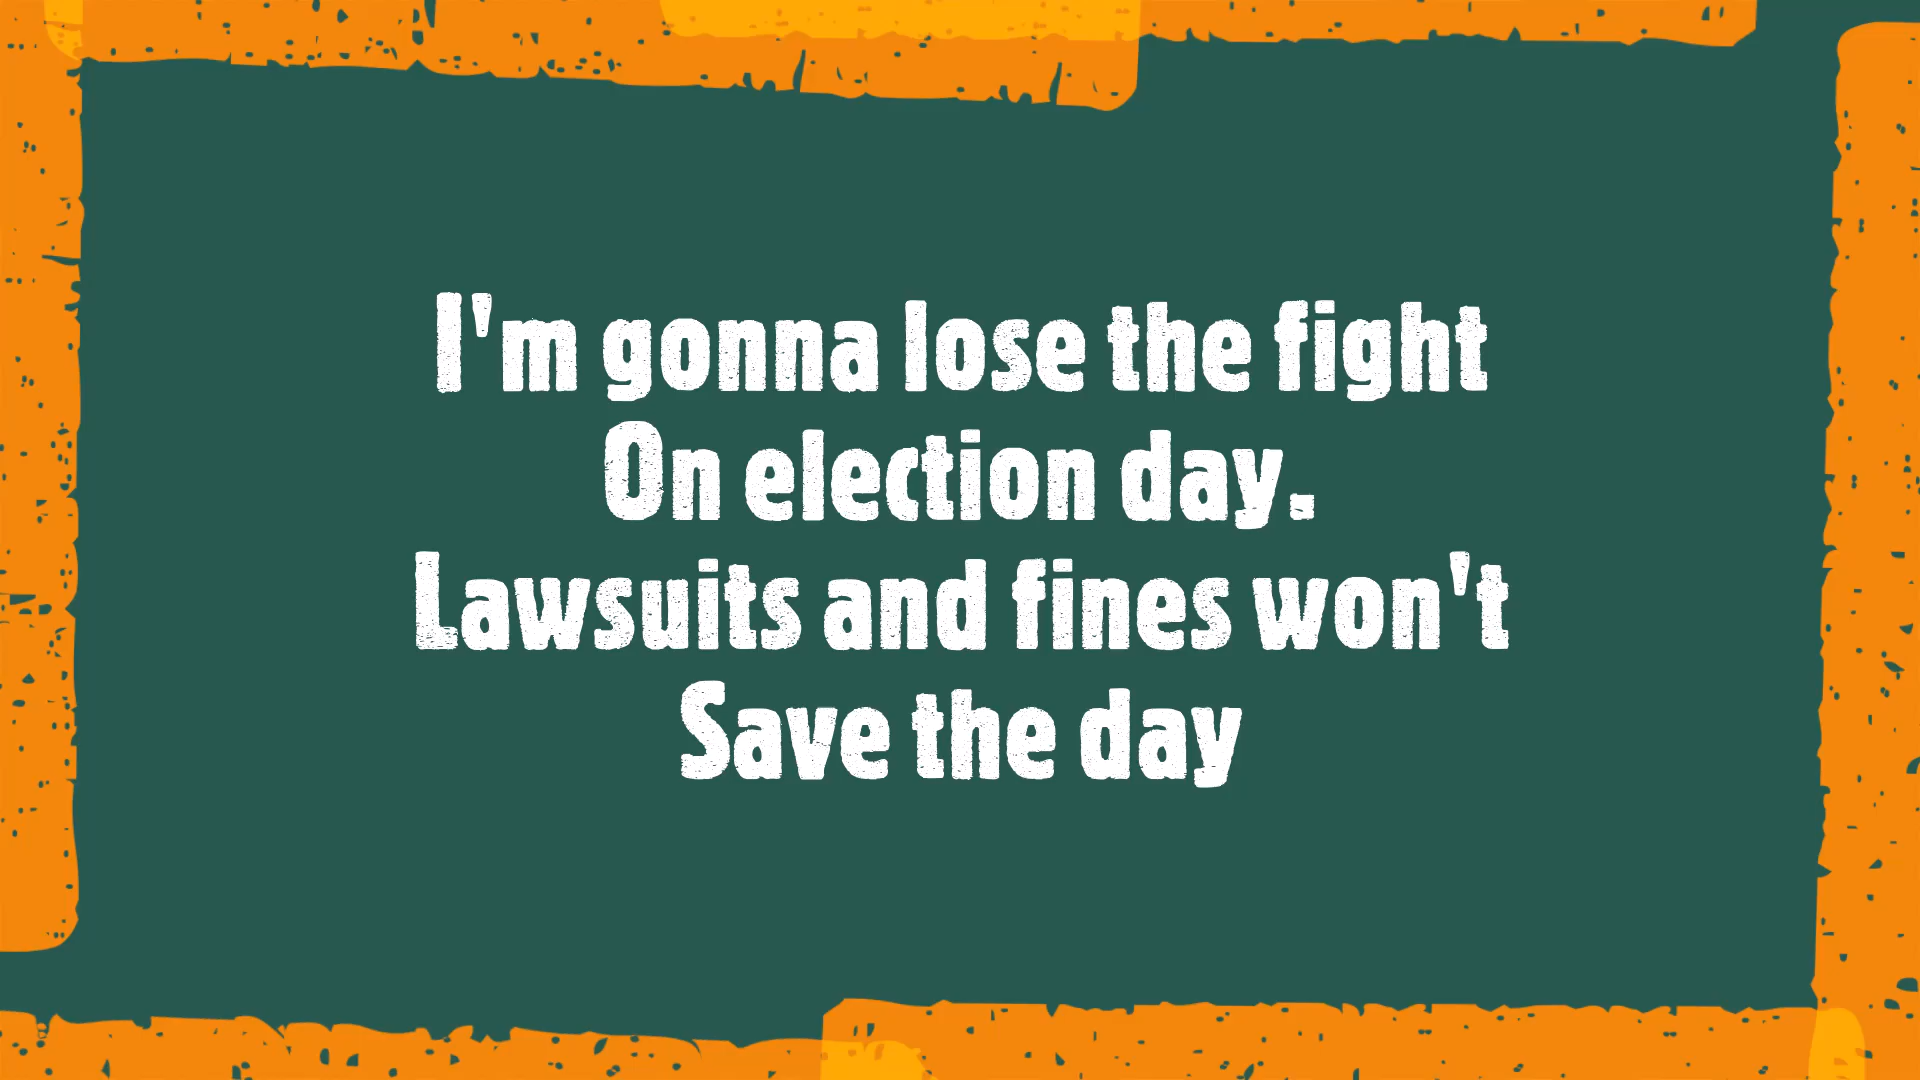 I'm gonna lose the fight
On election day.
Lawsuits and fines won't
Save the day